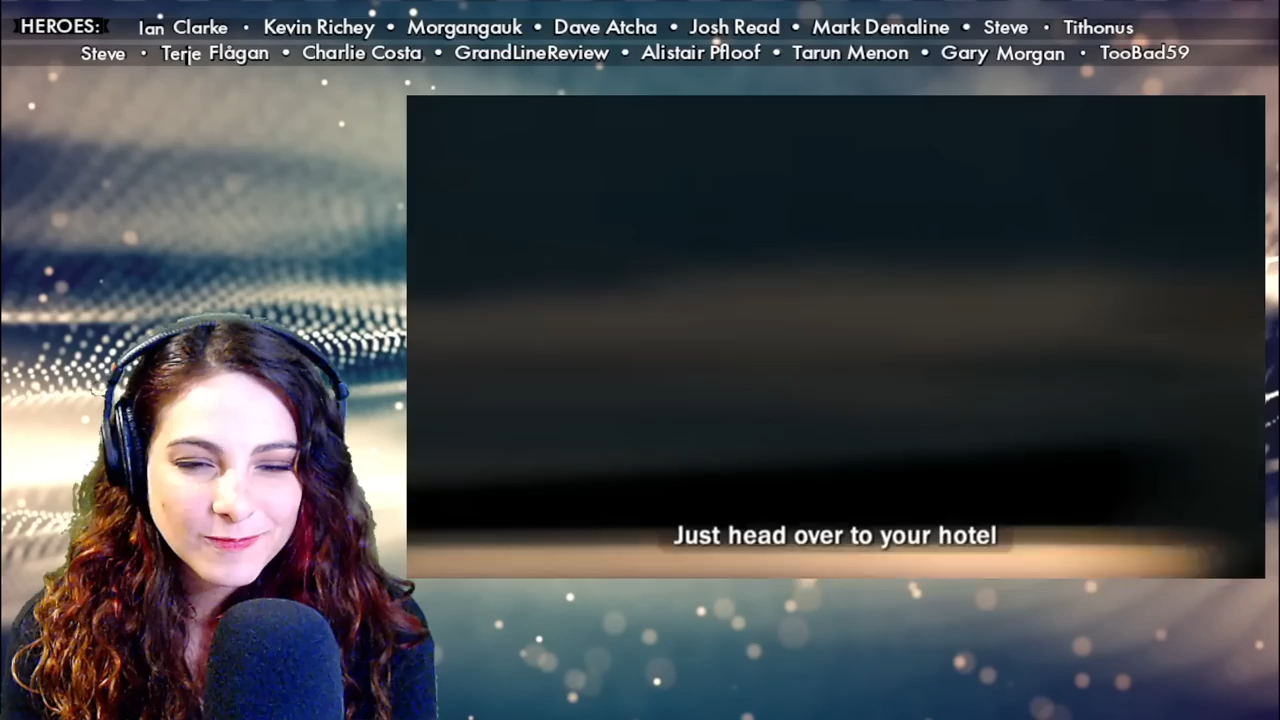 HEROES: Ian Clarke • Kevin Richey • Morgangauk • Dave Atcha • Josh Read • Mark Demaline • Steve • Tithonus
Steve • Terje Flågan • Charlie Costa • GrandLineReview • Alistair Pfloof • Tarun Menon • Gary Morgan • TooBad59
Just head over to your hotel